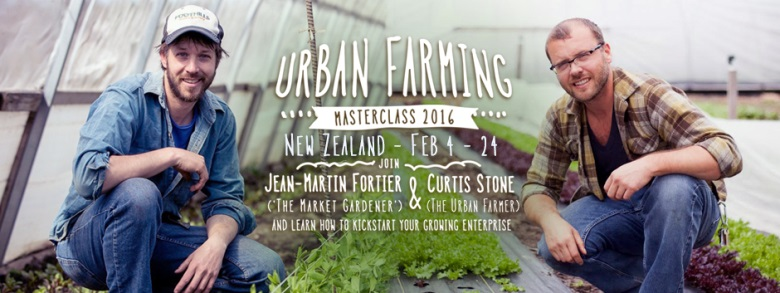 URBAN FARMING
MASTERCLASS 2016
NEW ZEALAND - FEB 4 - 24
JOIN
JEAN-MARTIN FORTIER & CURTIS STONE
('THE MARKET GARDENER') (THE URBAN FARMER)
AND LEARN HOW TO KICKSTART YOUR GROWING ENTERPRISE